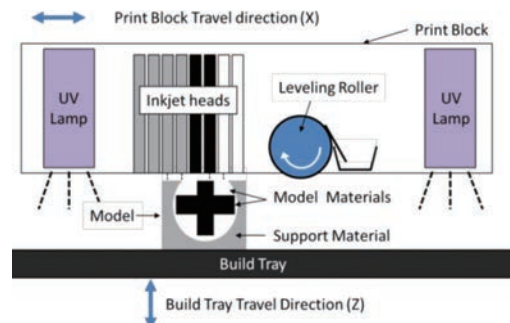 Print Block Travel direction (X)
Print Block
UV
Lamp
Inkjet heads
Leveling Roller
UV
Lamp
Model
Model Materials
Support Material
Build Tray
Build Tray Travel Direction (Z)